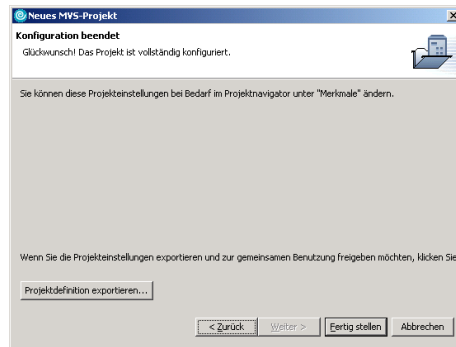 Neues MVS-Projekt
Konfiguration beendet
Glückwunsch! Das Projekt ist vollständig konfiguriert.
Sie können diese Projekteinstellungen bei Bedarf im Projektnavigator unter "Merkmale" ändern.
Wenn Sie die Projekteinstellungen exportieren und zur gemeinsamen Benutzung freigeben möchten, klicken Sie
Projektdefinition exportieren...
< Zurück Weiter > Fertig stellen Abbrechen